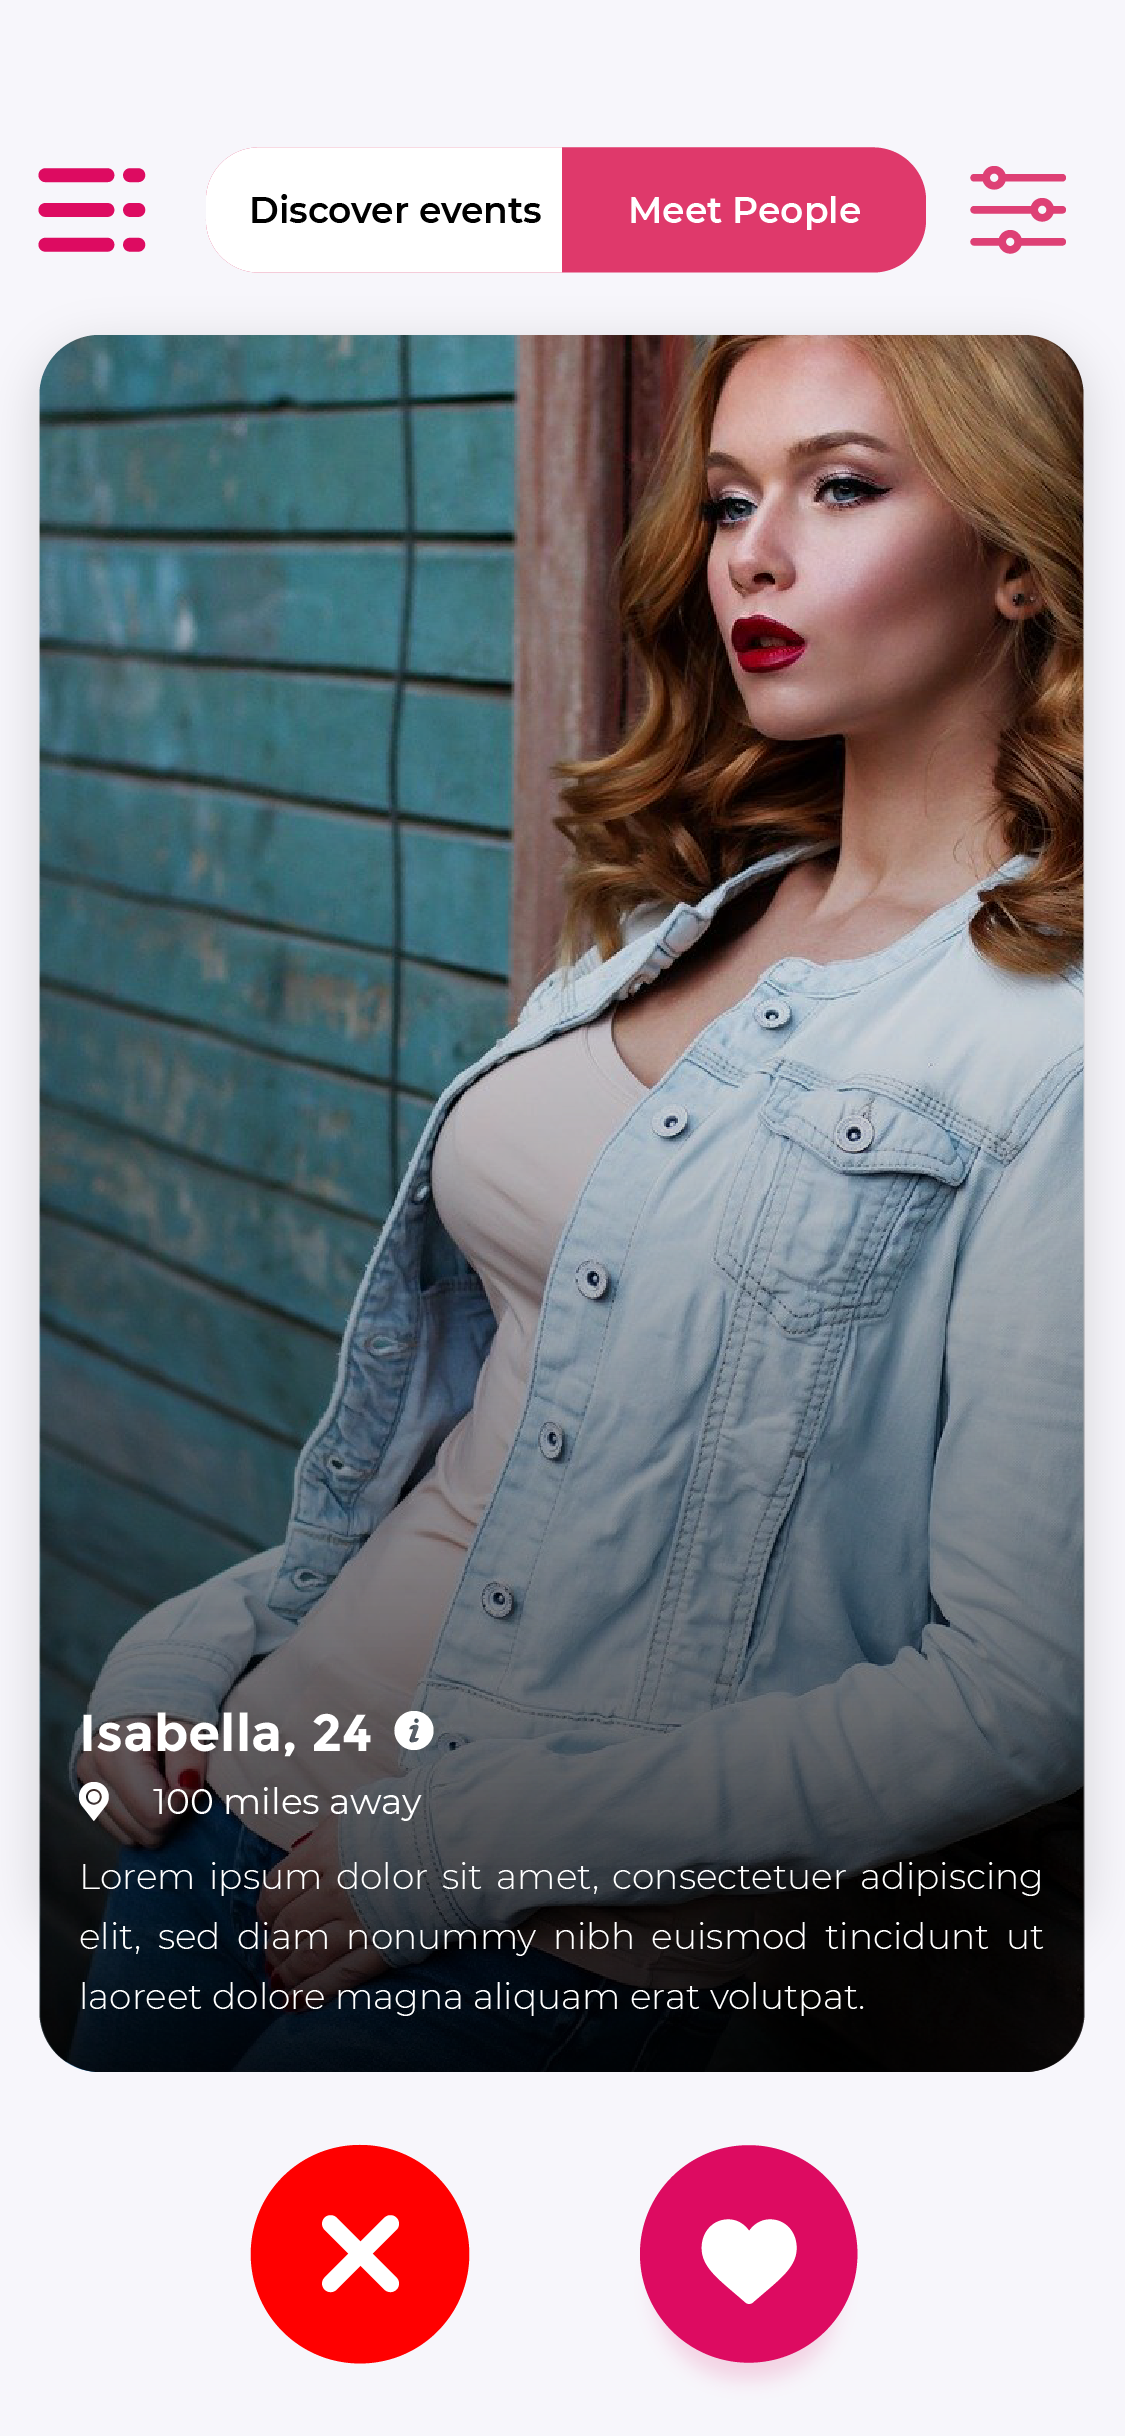 Discover events
Meet People
Isabella, 24
100 miles away
Lorem ipsum dolor sit amet, consectetuer adipiscing
elit, sed diam nonummy nibh euismod tincidunt ut
laoreet dolore magna aliquam erat volutpat.